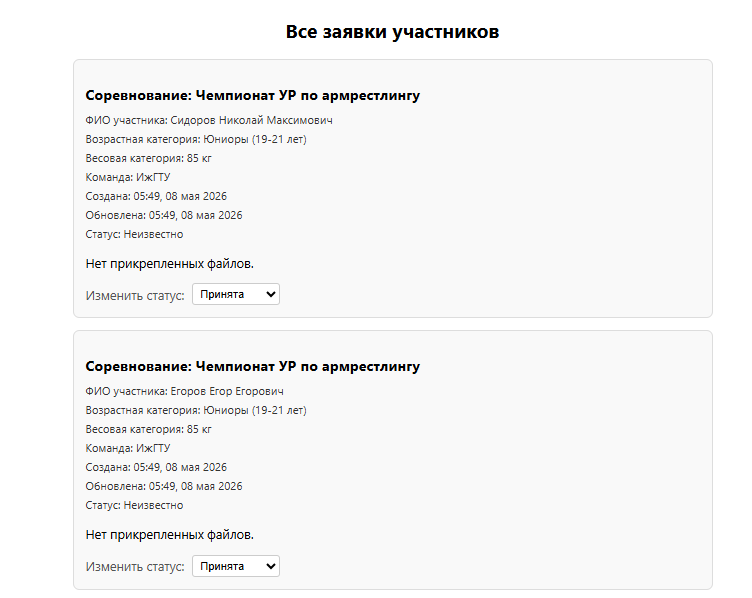 Все заявки участников
Соревнование: Чемпионат УР по армрестлингу
ФИО участника: Сидоров Николай Максимович
Возрастная категория: Юниоры (19-21 лет)
Весовая категория: 85 кг
Команда: ИжГТУ
Создана: 05:49, 08 мая 2026
Обновлена: 05:49, 08 мая 2026
Статус: Неизвестно
Нет прикрепленных файлов.
Изменить статус: Принята
Соревнование: Чемпионат УР по армрестлингу
ФИО участника: Егоров Егор Егорович
Возрастная категория: Юниоры (19-21 лет)
Весовая категория: 85 кг
Команда: ИжГТУ
Создана: 05:49, 08 мая 2026
Обновлена: 05:49, 08 мая 2026
Статус: Неизвестно
Нет прикрепленных файлов.
Изменить статус: Принята